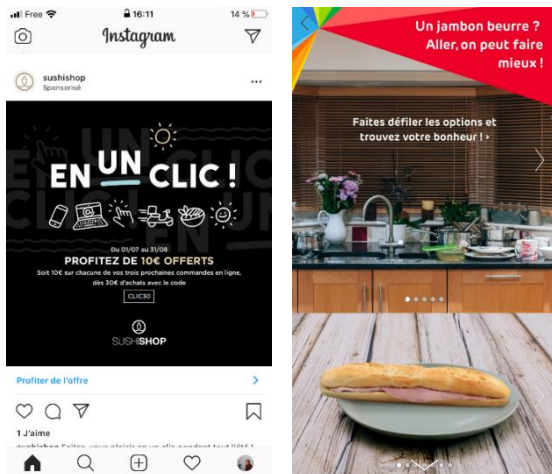 Free 16:11 14 %
Instagram
sushishop
Sponsorisé
EN UN CLIC !
Du 01/07 au 31/08
PROFITEZ DE 10€ OFFERTS
Soit 10€ sur chacune de vos trois prochaines commandes en ligne,
dès 30€ d'achats avec le code
CLIC30
SUSHISHOP
Profiter de l'offre
1 J'aime
Un jambon beurre ?
Aller, on peut faire
mieux !
Faites défiler les options et
trouvez votre bonheur ! >